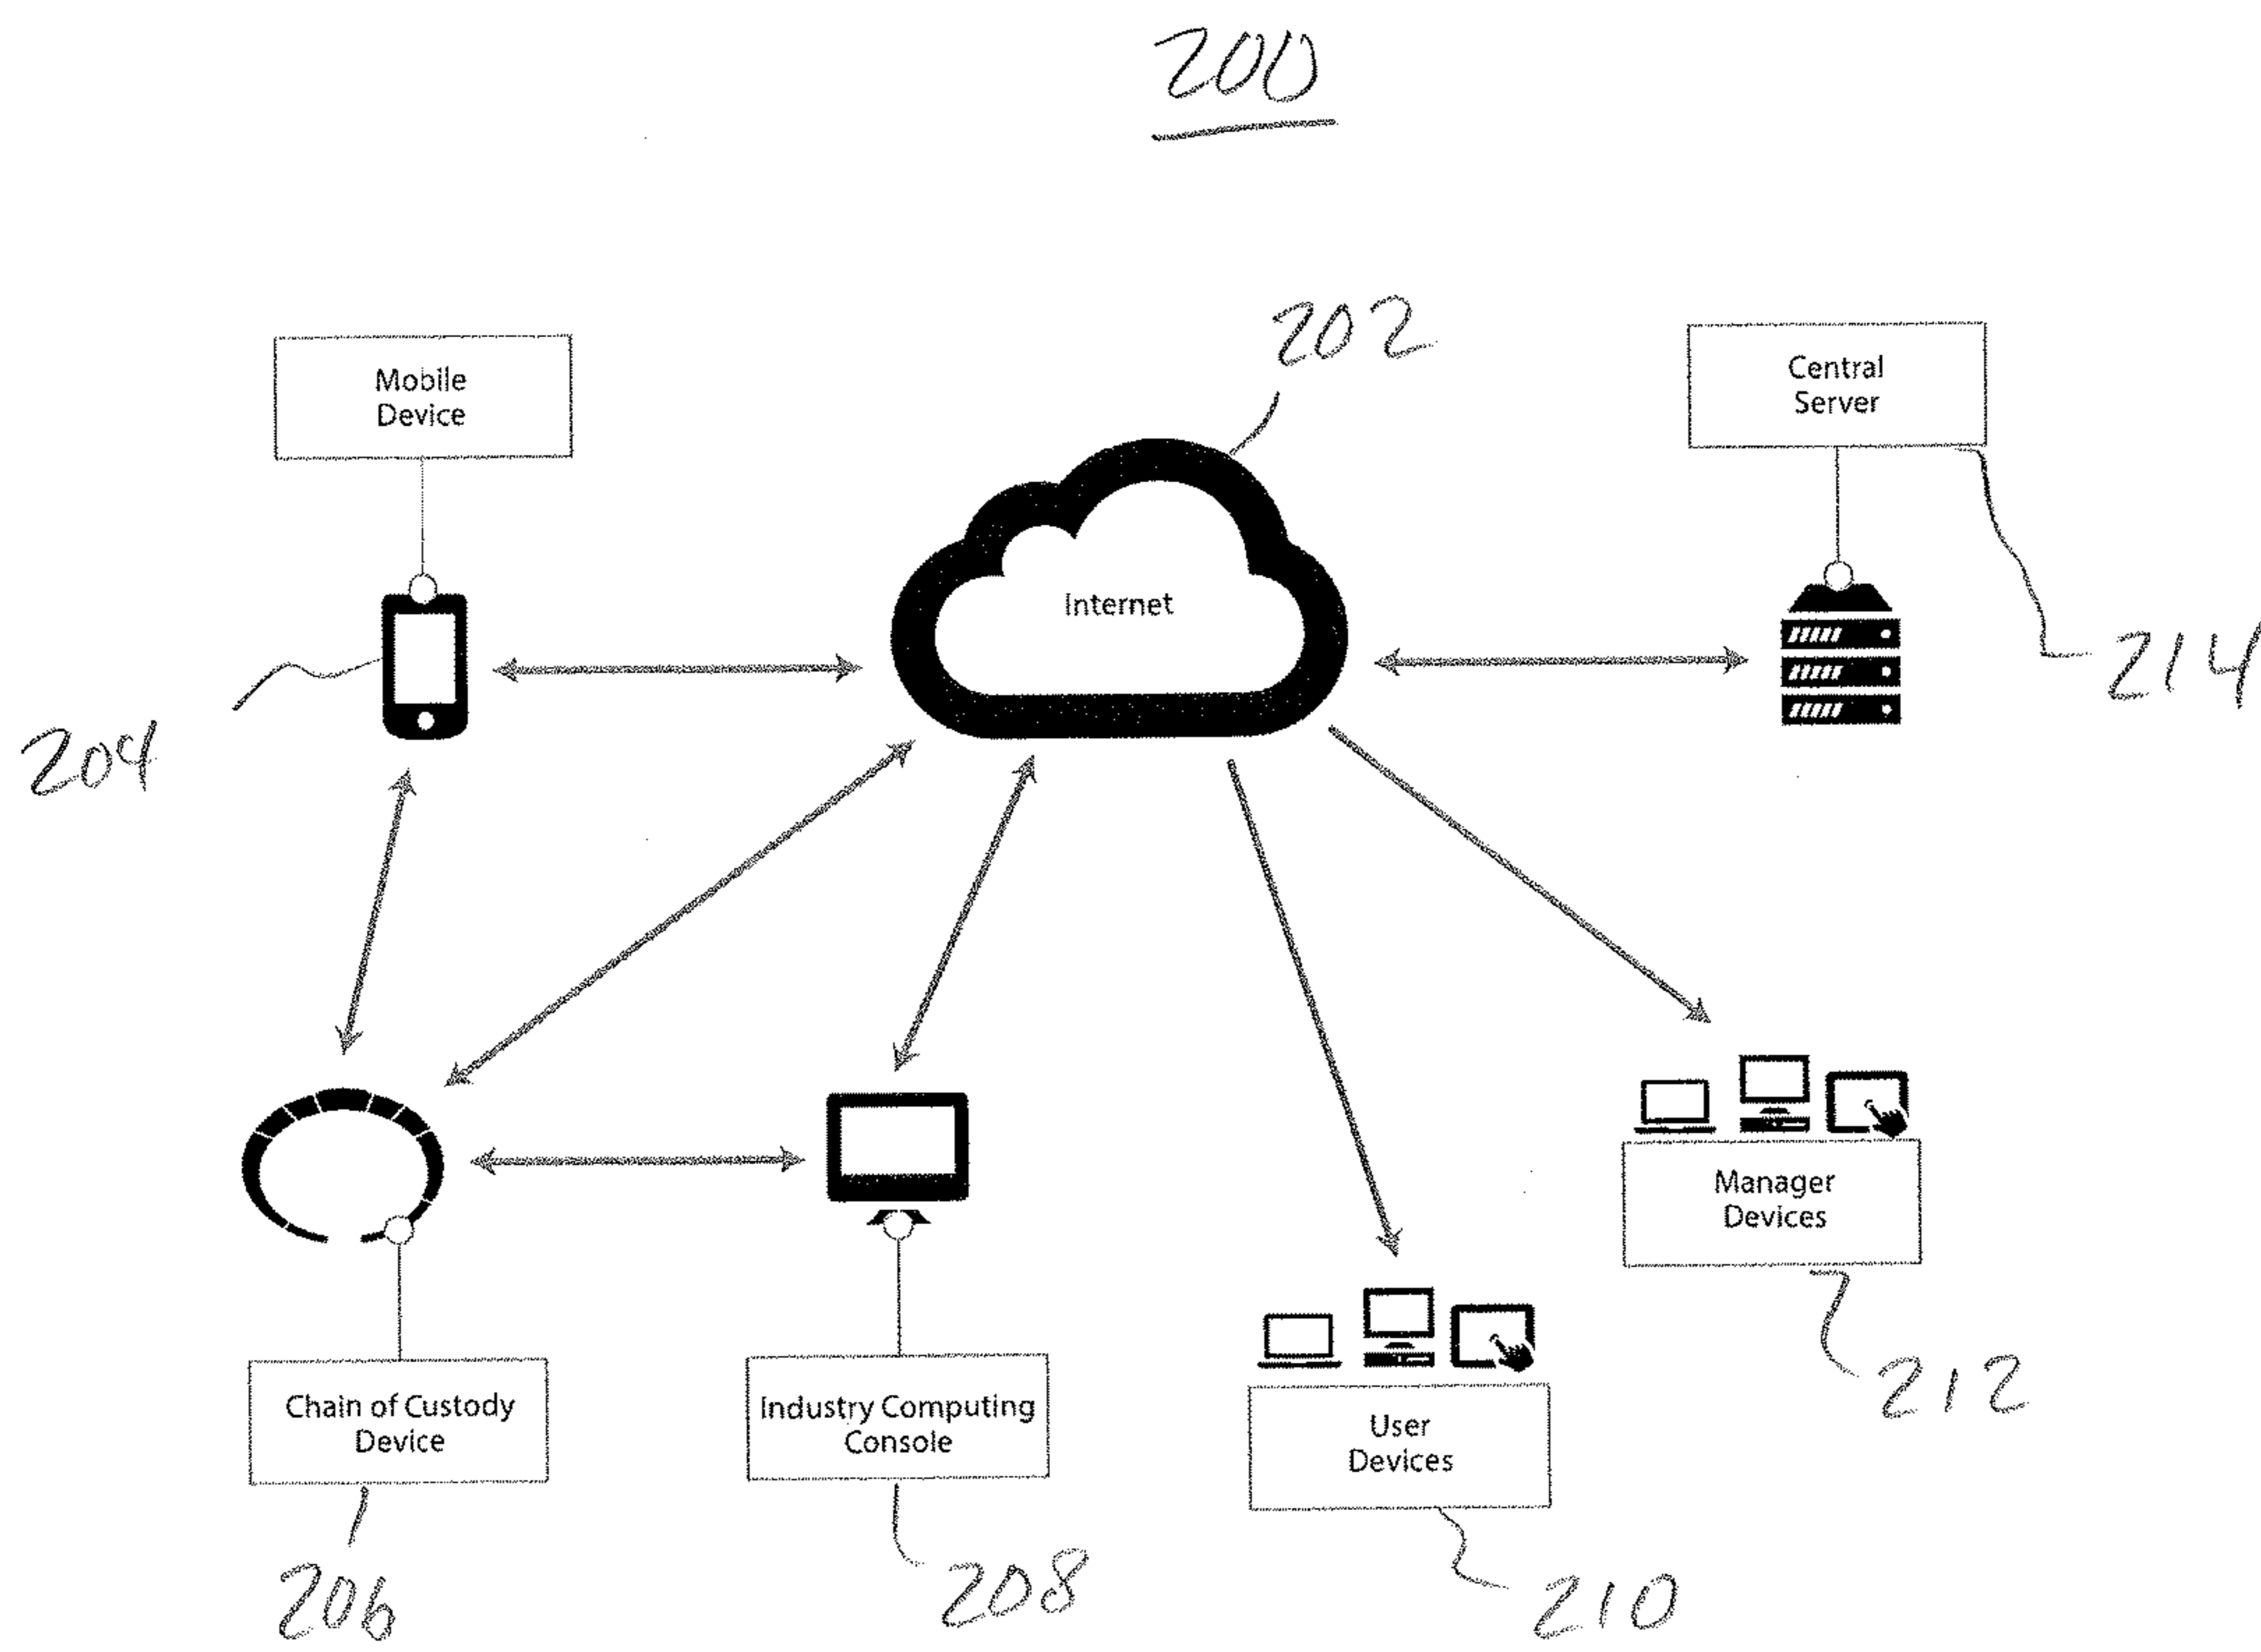 200
202
Mobile
Device
Central
Server
Internet
214
204
Manager
Devices
212
Chain of Custody
Device
Industry Computing
Console
User
Devices
206
208
210